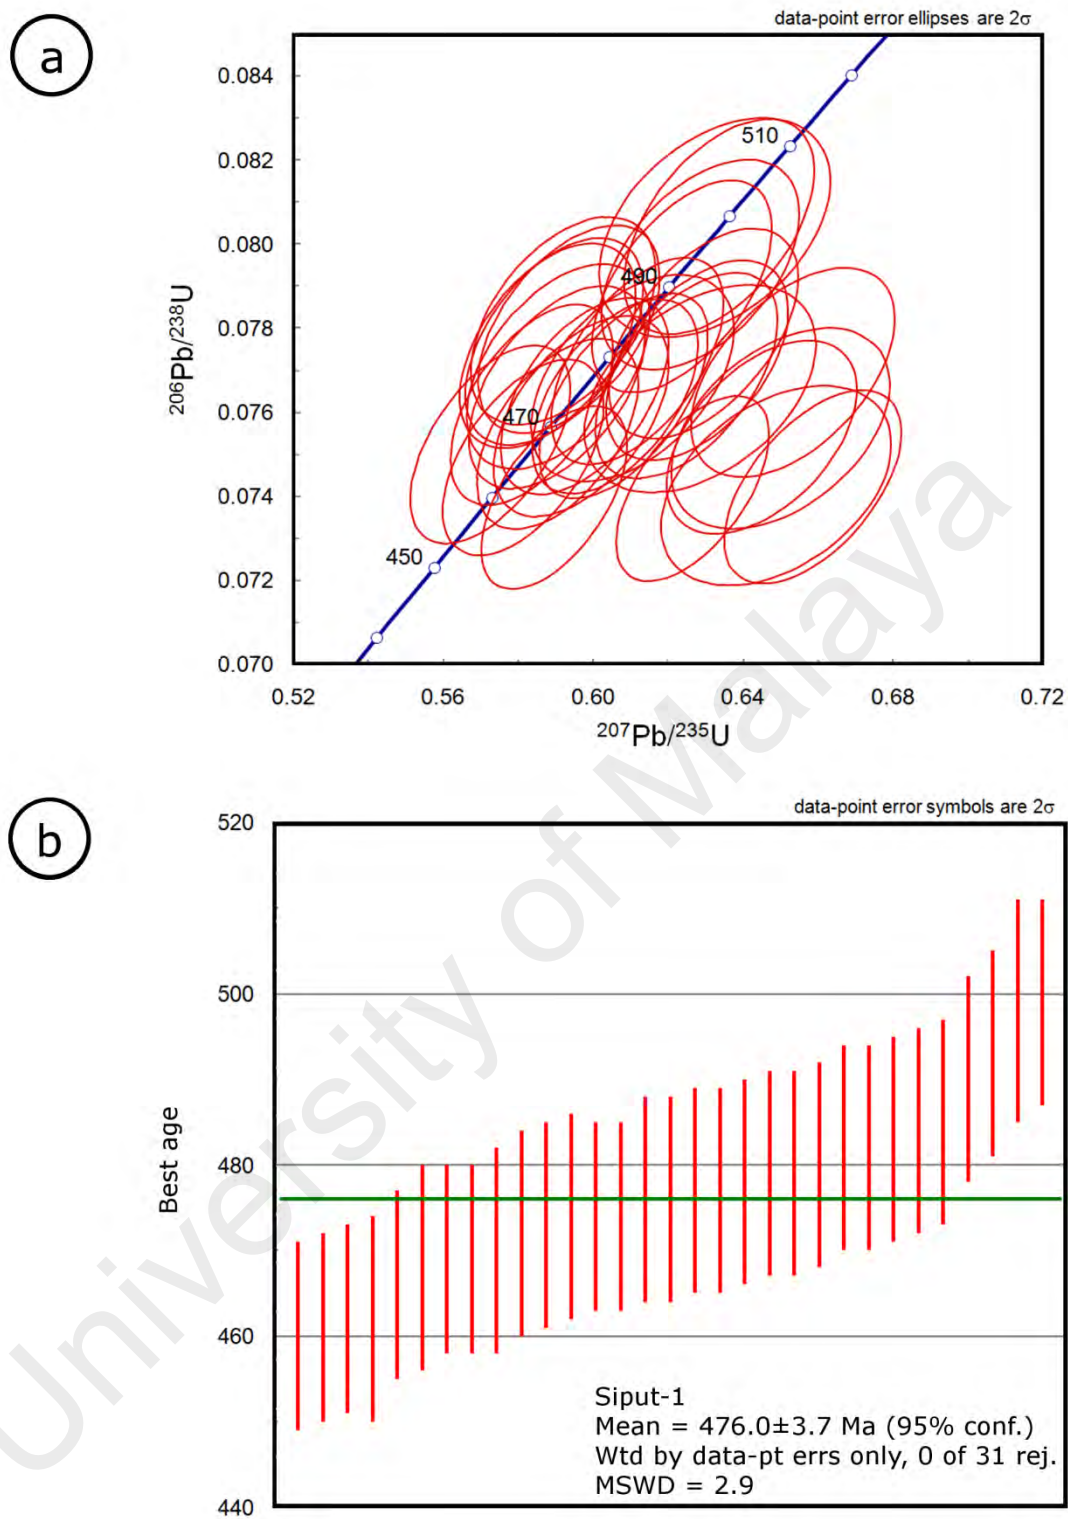 a
data-point error ellipses are 2σ
0.084
0.082
0.080
0.078
0.076
0.074
0.072
0.070
510
490
470
450
206Pb/238U
0.52
0.56
0.60
0.64
0.68
0.72
207Pb/235U
b
data-point error symbols are 2σ
520
500
480
460
440
Best age
Siput-1
Mean = 476.0±3.7 Ma (95% conf.)
Wtd by data-pt errs only, 0 of 31 rej.
MSWD = 2.9
University of Malaya